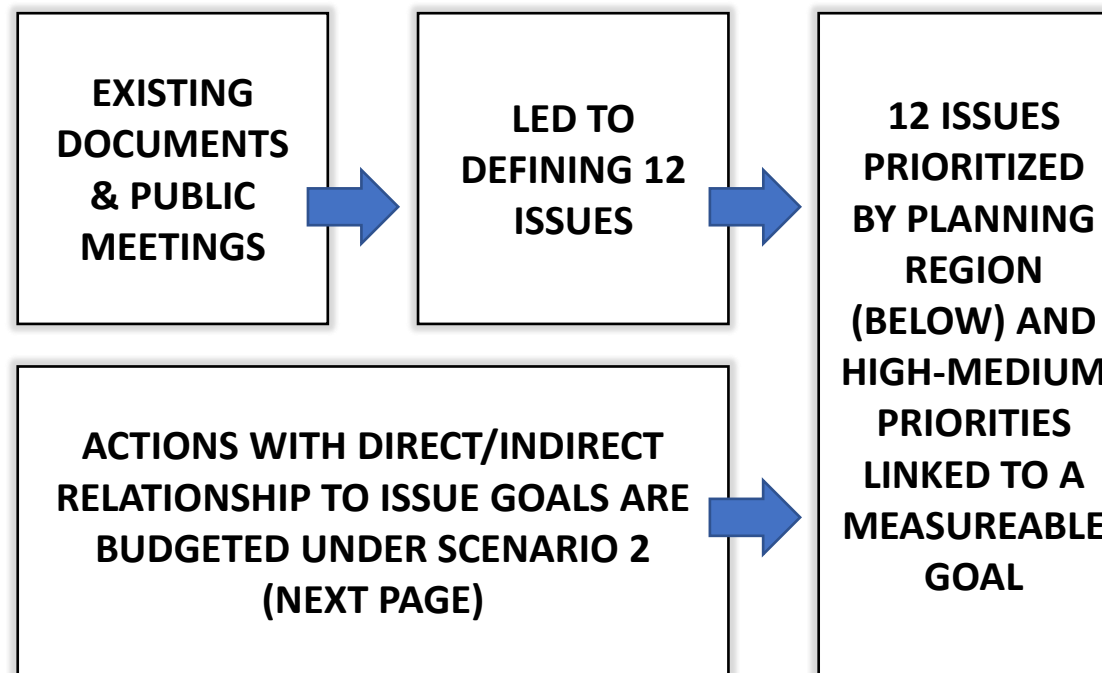 EXISTING
DOCUMENTS
& PUBLIC
MEETINGS
LED TO
DEFINING 12
ISSUES
12 ISSUES
PRIORITIZED
BY PLANNING
REGION
(BELOW) AND
HIGH-MEDIUM
PRIORITIES
LINKED TO A
MEASUREABLE
GOAL
ACTIONS WITH DIRECT/INDIRECT
RELATIONSHIP TO ISSUE GOALS ARE
BUDGETED UNDER SCENARIO 2
(NEXT PAGE)